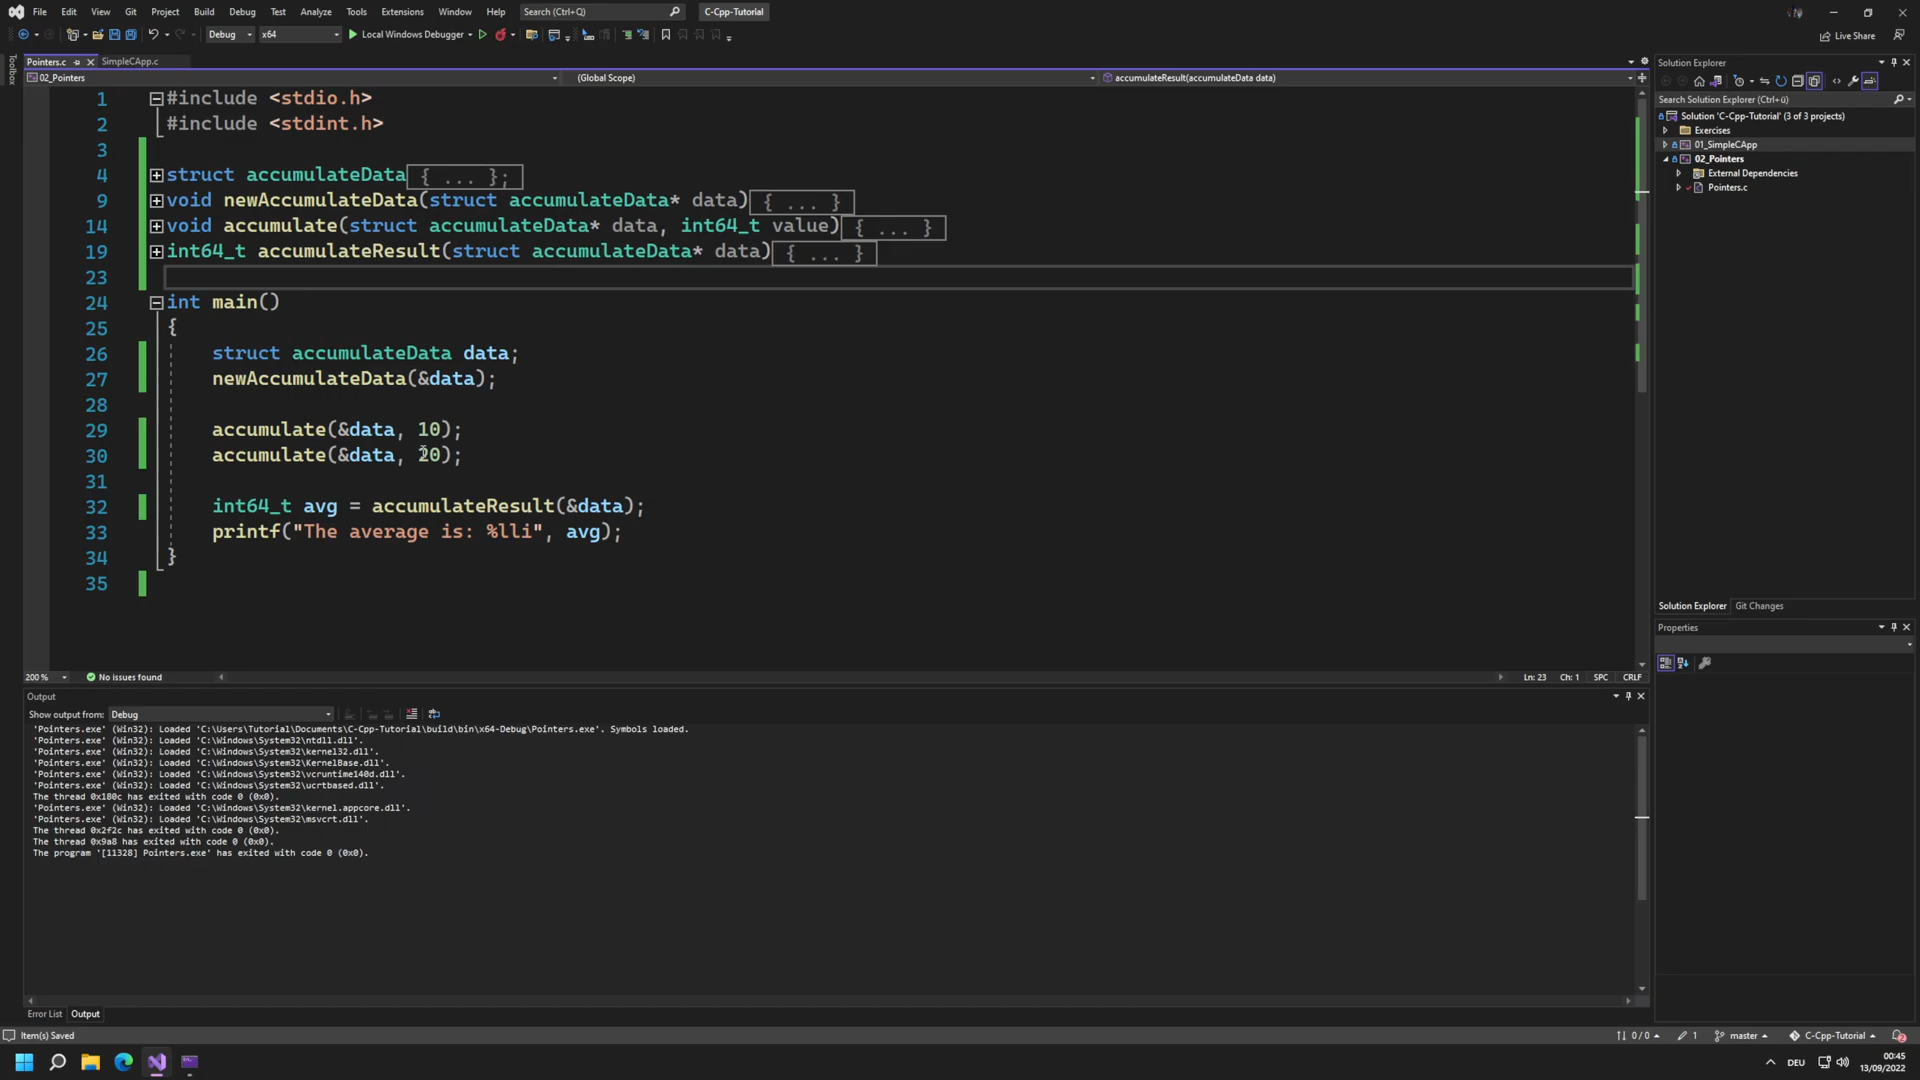 File Edit View Git Project Build Debug Test Analyze Tools Extensions Window Help Search (Ctrl+Q) C-Cpp-Tutorial
Debug x64 Local Windows Debugger Live Share
Toolbox
Pointers.c SimpleCApp.c
02_Pointers (Global Scope) accumulateResult(accumulateData data)
1 #include <stdio.h>
2 #include <stdint.h>
3
4 struct accumulateData{ ... };
9 void newAccumulateData(struct accumulateData* data){ ... }
14 void accumulate(struct accumulateData* data, int64_t value){ ... }
19 int64_t accumulateResult(struct accumulateData* data){ ... }
23
24 int main()
25 {
26 struct accumulateData data;
27 newAccumulateData(&data);
28
29 accumulate(&data, 10);
30 accumulate(&data, 20);
31
32 int64_t avg = accumulateResult(&data);
33 printf("The average is: %lli", avg);
34 }
35
200 % No issues found Ln: 23 Ch: 1 SPC CRLF
Output
Show output from: Debug
'Pointers.exe' (Win32): Loaded 'C:\Users\Tutorial\Documents\C-Cpp-Tutorial\build\bin\x64-Debug\Pointers.exe'. Symbols loaded.
'Pointers.exe' (Win32): Loaded 'C:\Windows\System32\ntdll.dll'.
'Pointers.exe' (Win32): Loaded 'C:\Windows\System32\kernel32.dll'.
'Pointers.exe' (Win32): Loaded 'C:\Windows\System32\KernelBase.dll'.
'Pointers.exe' (Win32): Loaded 'C:\Windows\System32\vcruntime140d.dll'.
'Pointers.exe' (Win32): Loaded 'C:\Windows\System32\ucrtbased.dll'.
The thread 0x180c has exited with code 0 (0x0).
'Pointers.exe' (Win32): Loaded 'C:\Windows\System32\kernel.appcore.dll'.
'Pointers.exe' (Win32): Loaded 'C:\Windows\System32\msvcrt.dll'.
The thread 0x2f2c has exited with code 0 (0x0).
The thread 0x9a8 has exited with code 0 (0x0).
The program '[11328] Pointers.exe' has exited with code 0 (0x0).
Error List Output
Solution Explorer
Search Solution Explorer (Ctrl+ü)
Solution 'C-Cpp-Tutorial' (3 of 3 projects)
Exercises
01_SimpleCApp
02_Pointers
External Dependencies
Pointers.c
Solution Explorer Git Changes
Properties
Item(s) Saved 0 / 0 1 master C-Cpp-Tutorial 2
DEU 00:45
13/09/2022